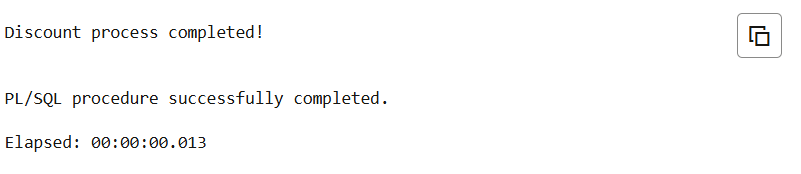 Discount process completed!
PL/SQL procedure successfully completed.
Elapsed: 00:00:00.013